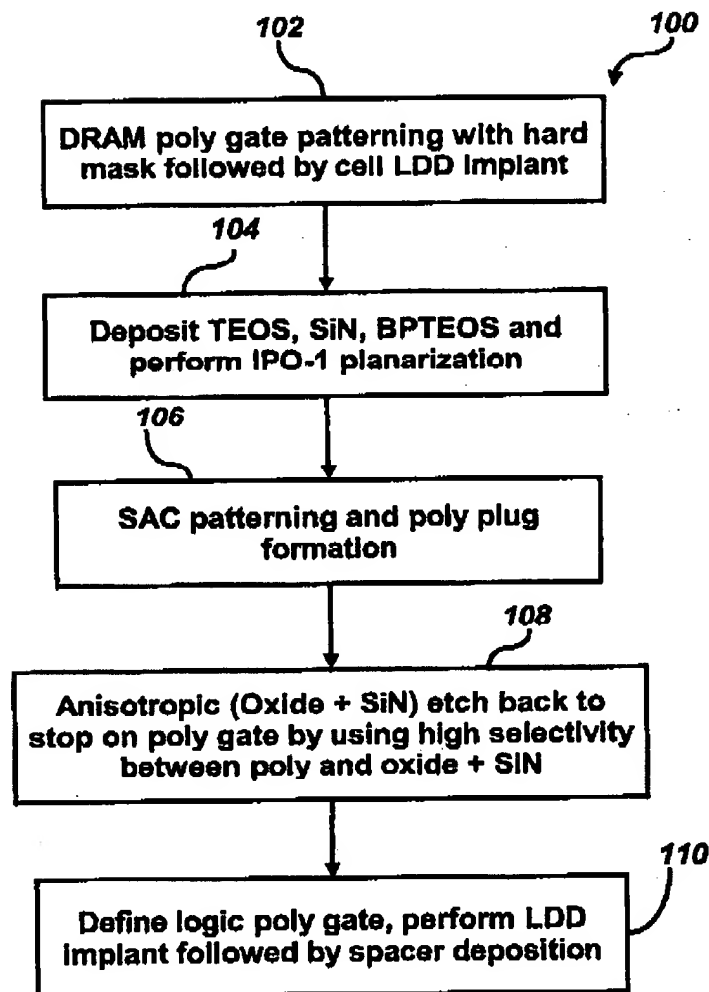 102
100
DRAM poly gate patterning with hard
mask followed by cell LDD Implant
104
Deposit TEOS, SiN, BPTEOS and
perform IPO-1 planarization
106
SAC patterning and poly plug
formation
108
Anisotropic (Oxide + SiN) etch back to
stop on poly gate by using high selectivity
between poly and oxide + SiN
110
Define logic poly gate, perform LDD
implant followed by spacer deposition